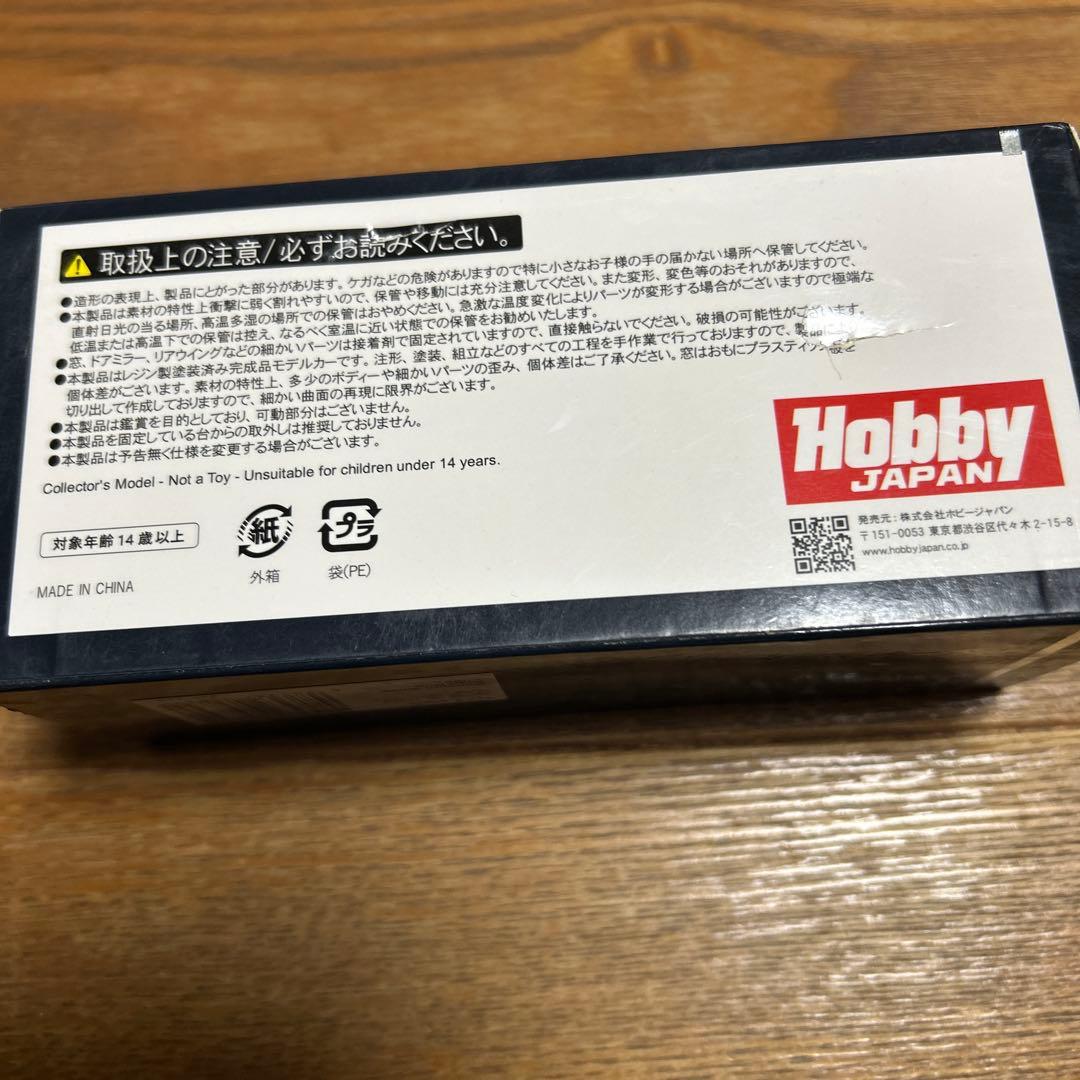 取扱上の注意/必ずお読みください。
●造形の表現上、製品にとがった部分があります。ケガなどの危険がありますので特に小さなお子様の手の届かない場所へ保管してください。
●本製品は素材の特性上衝撃に弱く割れやすいので、保管や移動には充分注意してください。また変形、変色等のおそれがありますので、
直射日光の当る場所、高温多湿の場所での保管はおやめください。急激な温度変化によりパーツが変形する場合がございますので極端な
低温または高温下での保管は控え、なるべく室温に近い状態での保管をお勧めいたします。
●窓、ドアミラー、リアウイングなどの細かいパーツは接着剤で固定されていますので、直接触らないでください。破損の可能性がございます。
●本製品はレジン製塗装済み完成品モデルカーです。注形、塗装、組立などのすべての工程を手作業で行っておりますので、製品により
個体差がございます。素材の特性上、多少のボディーや細かいパーツの歪み、個体差はご了承ください。窓はおもにプラスティック板を
切り出して作成しておりますので、細かい曲面の再現に限界がございます。
●本製品は鑑賞を目的としており、可動部分はございません。
●本製品を固定している台からの取外しは推奨しておりません。
●本製品は予告無く仕様を変更する場合がございます。
Collector's Model - Not a Toy - Unsuitable for children under 14 years.
対象年齢14歳以上
紙
外箱
プラ
袋(PE)
MADE IN CHINA
Hobby
JAPAN
発売元:株式会社ホビージャパン
〒151-0053 東京都渋谷区代々木2-15-8
www.hobbyjapan.co.jp